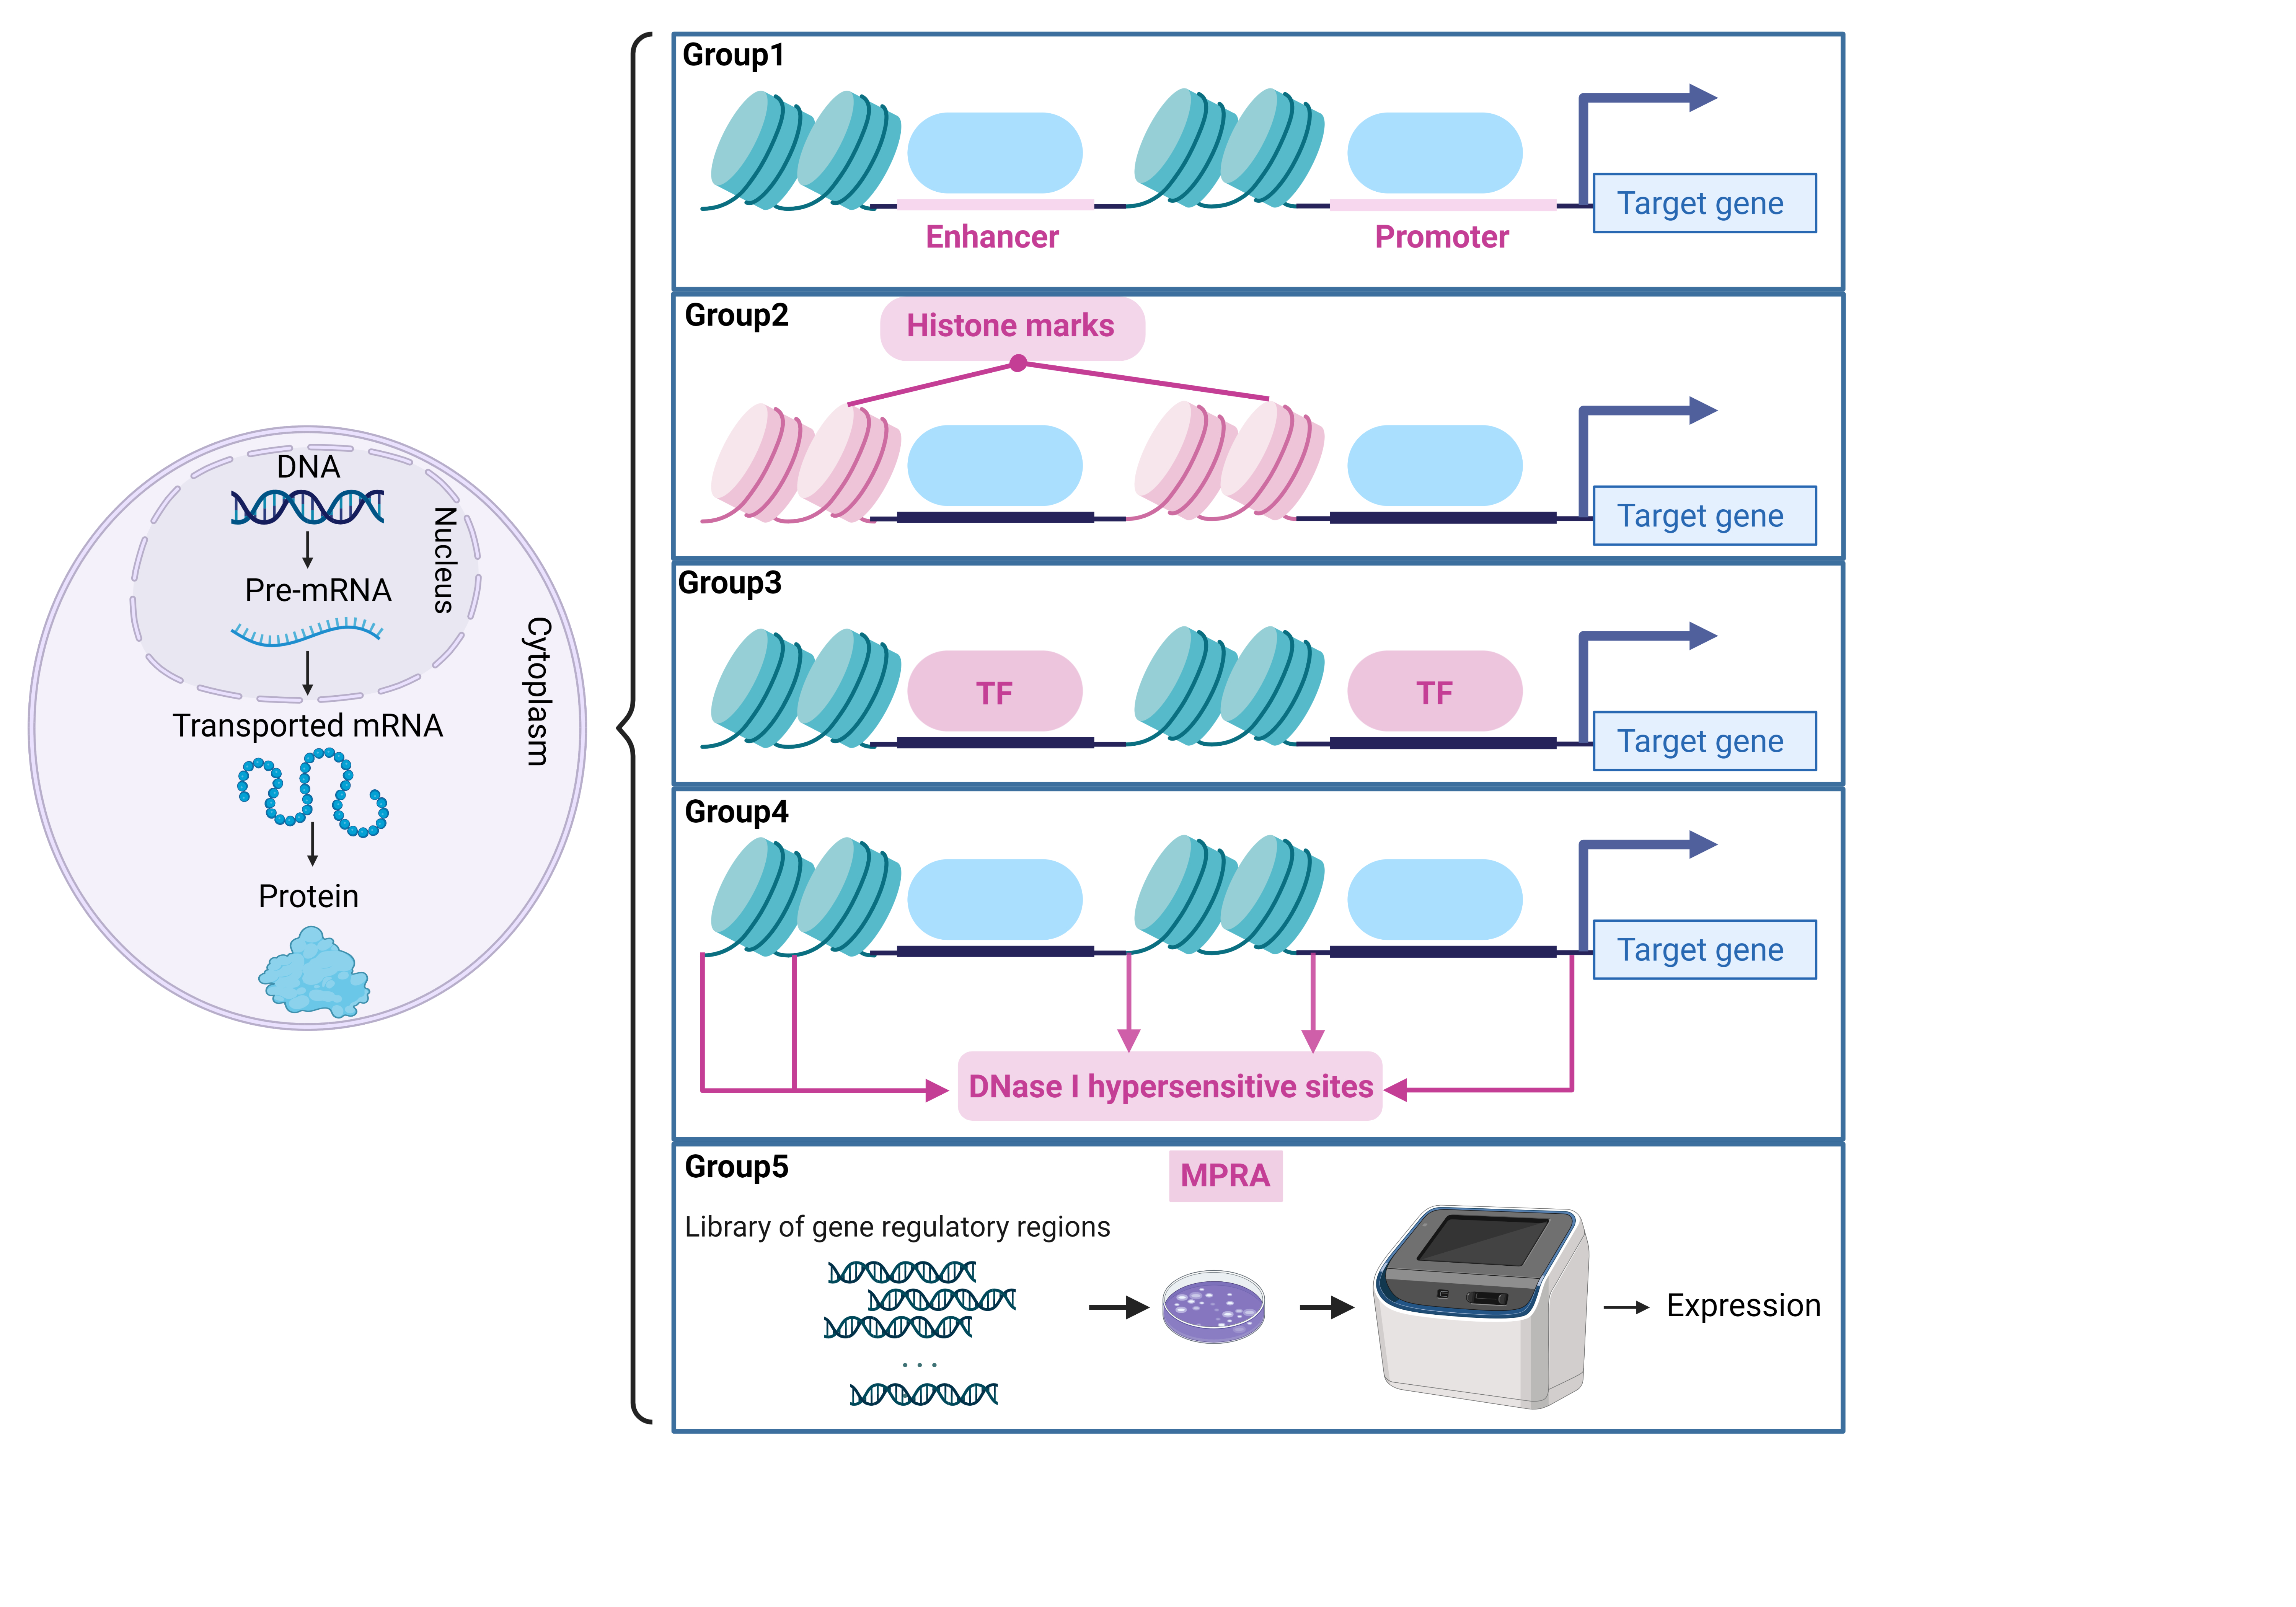 DNA
Nucleus
Pre-mRNA
Cytoplasm
Transported mRNA
Protein
Group1
Enhancer
Promoter
Target gene
Group2
Histone marks
Target gene
Group3
TF
TF
Target gene
Group4
Target gene
DNase I hypersensitive sites
Group5
MPRA
Library of gene regulatory regions
. . .
Expression